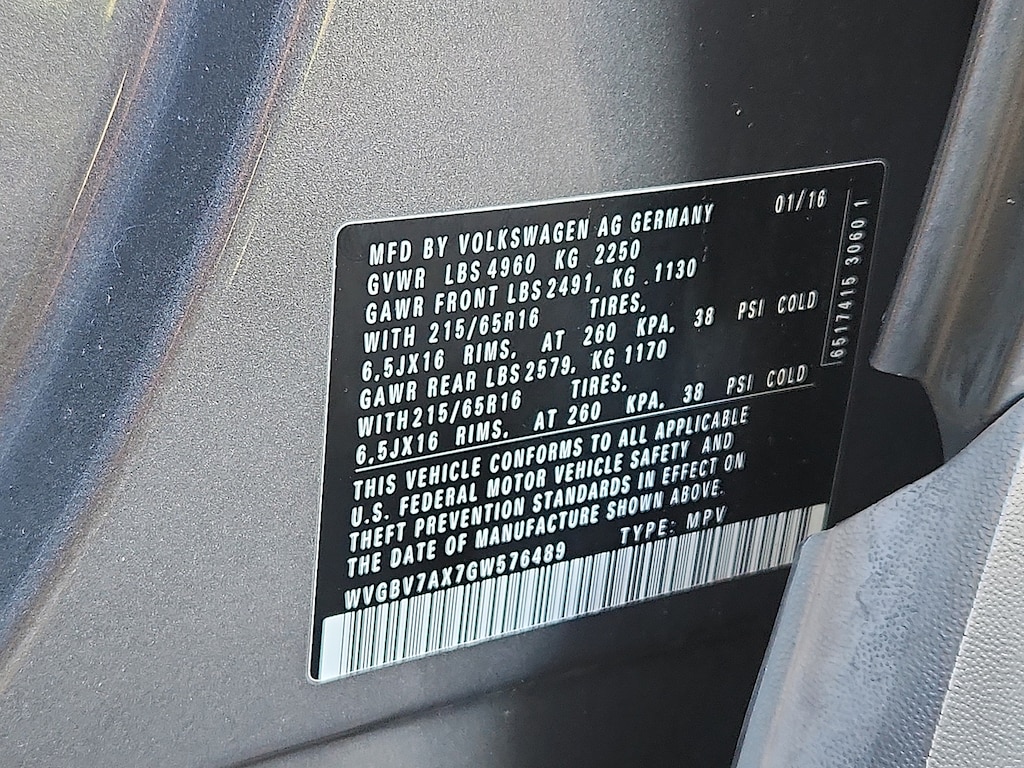 MFD BY VOLKSWAGEN AG GERMANY 01/16
GVWR LBS 4960 KG 2250
GAWR FRONT LBS 2491, KG .1130
WITH 215/65R16 TIRES,
6,5JX16 RIMS, AT 260 KPA, 38 PSI COLD
GAWR REAR LBS 2579, KG 1170
WITH 215/65R16 TIRES,
6,5JX16 RIMS, AT 260 KPA, 38 PSI COLD
THIS VEHICLE CONFORMS TO ALL APPLICABLE
U.S. FEDERAL MOTOR VEHICLE SAFETY AND
THEFT PREVENTION STANDARDS IN EFFECT ON
THE DATE OF MANUFACTURE SHOWN ABOVE.
WVGBV7AX7GW576489 TYPE: MPV
6517415 3060 1